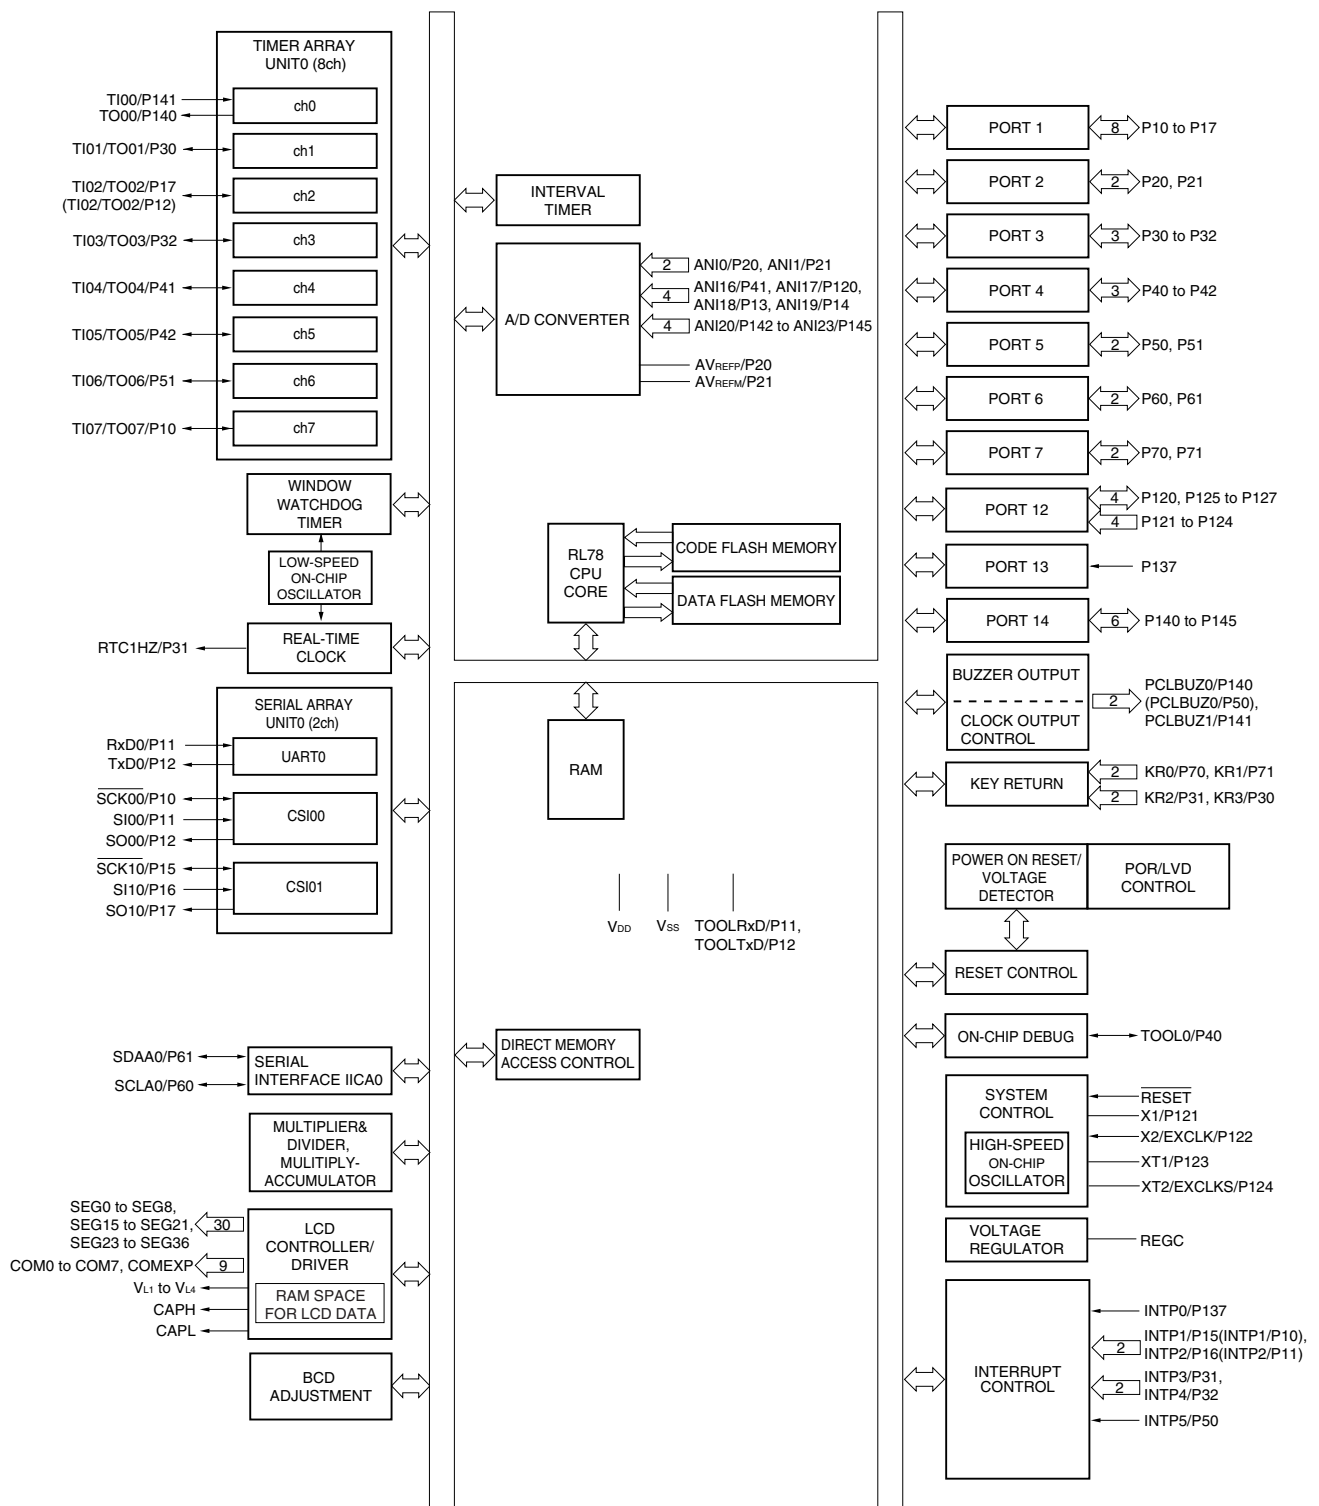 TIMER ARRAY
UNIT0 (8ch)
TI00/P141
TO00/P140
ch0
TI01/TO01/P30
ch1
TI02/TO02/P17
(TI02/TO02/P12)
ch2
TI03/TO03/P32
ch3
TI04/TO04/P41
ch4
TI05/TO05/P42
ch5
TI06/TO06/P51
ch6
TI07/TO07/P10
ch7
WINDOW
WATCHDOG
TIMER
LOW-SPEED
ON-CHIP
OSCILLATOR
RTC1HZ/P31
REAL-TIME
CLOCK
SERIAL ARRAY
UNIT0 (2ch)
RxD0/P11
TxD0/P12
UART0
SCK00/P10
SI00/P11
SO00/P12
CSI00
SCK10/P15
SI10/P16
SO10/P17
CSI01
SDAA0/P61
SCLA0/P60
SERIAL
INTERFACE IICA0
MULTIPLIER&
DIVIDER,
MULITIPLY-
ACCUMULATOR
SEG0 to SEG8,
SEG15 to SEG21,
SEG23 to SEG36
30
COM0 to COM7, COMEXP
9
VL1 to VL4
CAPH
CAPL
LCD
CONTROLLER/
DRIVER
RAM SPACE
FOR LCD DATA
BCD
ADJUSTMENT
INTERVAL
TIMER
A/D CONVERTER
2
ANI0/P20, ANI1/P21
4
ANI16/P41, ANI17/P120,
ANI18/P13, ANI19/P14
4
ANI20/P142 to ANI23/P145
AVREFP/P20
AVREFM/P21
RL78
CPU
CORE
CODE FLASH MEMORY
DATA FLASH MEMORY
RAM
VDD
VSS
TOOLRxD/P11,
TOOLTxD/P12
DIRECT MEMORY
ACCESS CONTROL
PORT 1
8
P10 to P17
PORT 2
2
P20, P21
PORT 3
3
P30 to P32
PORT 4
3
P40 to P42
PORT 5
2
P50, P51
PORT 6
2
P60, P61
PORT 7
2
P70, P71
PORT 12
4
P120, P125 to P127
4
P121 to P124
PORT 13
P137
PORT 14
6
P140 to P145
BUZZER OUTPUT
CLOCK OUTPUT
CONTROL
2
PCLBUZ0/P140
(PCLBUZ0/P50),
PCLBUZ1/P141
KEY RETURN
2
KR0/P70, KR1/P71
2
KR2/P31, KR3/P30
POWER ON RESET/
VOLTAGE
DETECTOR
POR/LVD
CONTROL
RESET CONTROL
ON-CHIP DEBUG
TOOL0/P40
SYSTEM
CONTROL
HIGH-SPEED
ON-CHIP
OSCILLATOR
RESET
X1/P121
X2/EXCLK/P122
XT1/P123
XT2/EXCLKS/P124
VOLTAGE
REGULATOR
REGC
INTERRUPT
CONTROL
INTP0/P137
2
INTP1/P15(INTP1/P10),
INTP2/P16(INTP2/P11)
2
INTP3/P31,
INTP4/P32
INTP5/P50